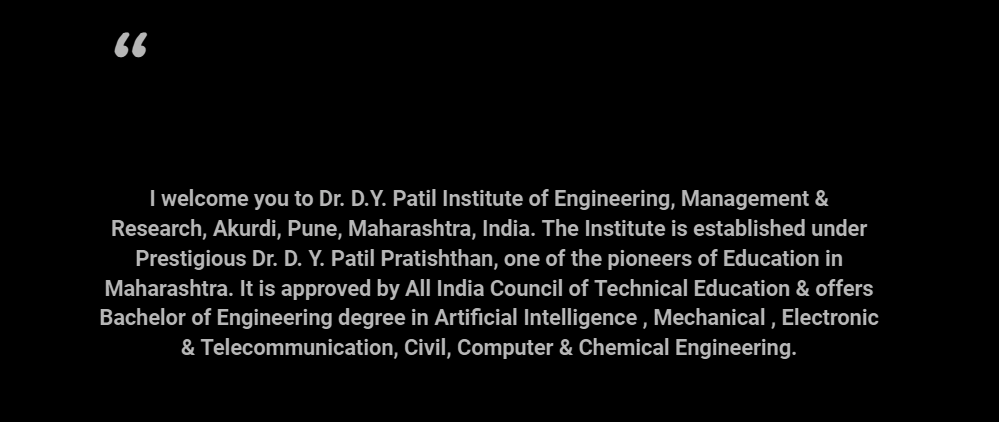 “
I welcome you to Dr. D.Y. Patil Institute of Engineering, Management &
Research, Akurdi, Pune, Maharashtra, India. The Institute is established under
Prestigious Dr. D. Y. Patil Pratishthan, one of the pioneers of Education in
Maharashtra. It is approved by All India Council of Technical Education & offers
Bachelor of Engineering degree in Artificial Intelligence , Mechanical , Electronic
& Telecommunication, Civil, Computer & Chemical Engineering.